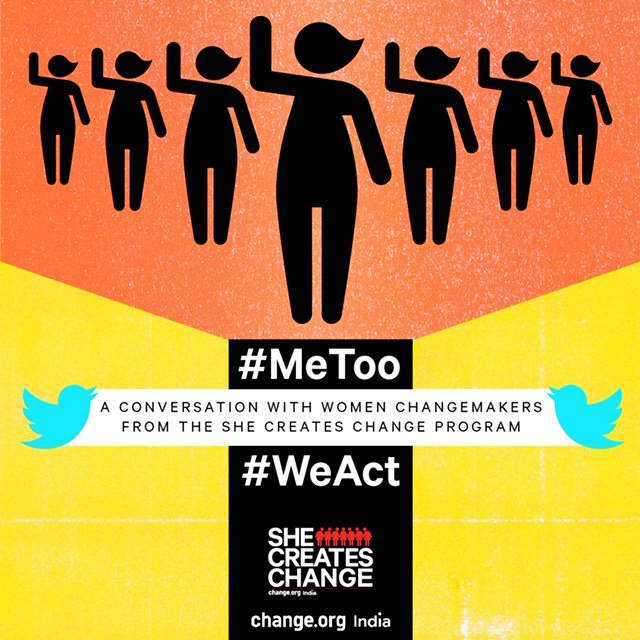 #MeToo
A CONVERSATION WITH WOMEN CHANGEMAKERS
FROM THE SHE CREATES CHANGE PROGRAM
#WeAct
SHE
CREATES
CHANGE
change.org India
change.org India